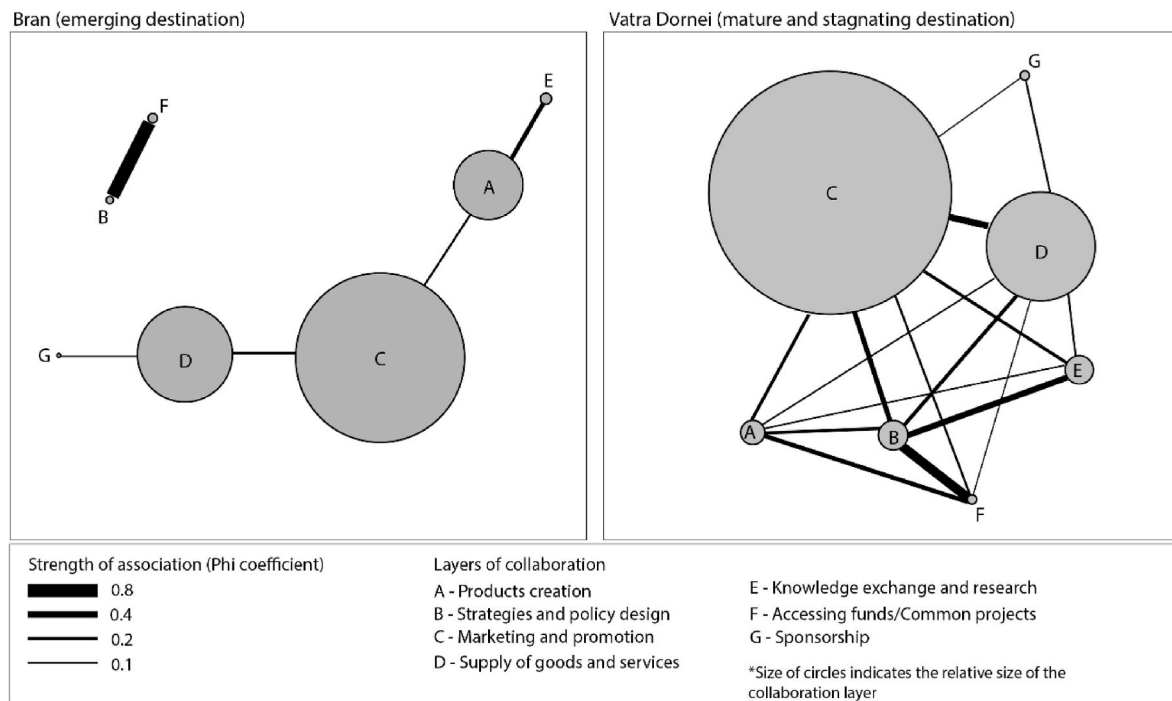 Bran (emerging destination)
Vatra Dornei (mature and stagnating destination)
F
B
E
A
C
D
G
G
C
D
E
A
B
F
Strength of association (Phi coefficient)
0.8
0.4
0.2
0.1
Layers of collaboration
A - Products creation
B - Strategies and policy design
C - Marketing and promotion
D - Supply of goods and services
E - Knowledge exchange and research
F - Accessing funds/Common projects
G - Sponsorship
*Size of circles indicates the relative size of the
collaboration layer